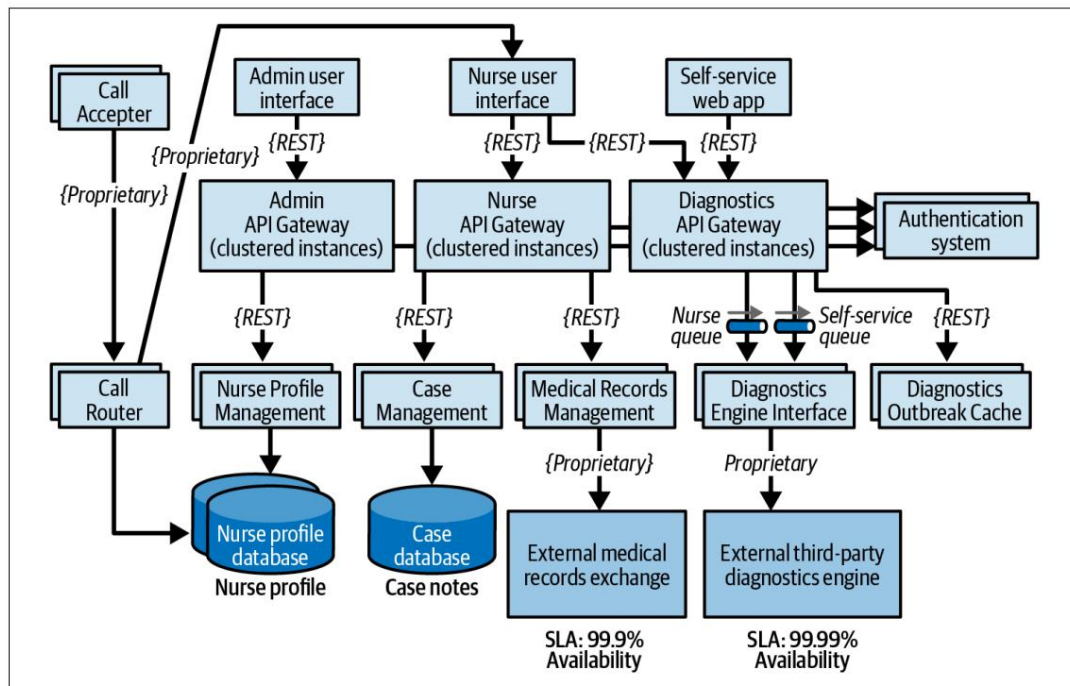 Call
Accepter
Admin user
interface
Nurse user
interface
Self-service
web app
{Proprietary}
{Proprietary}
{REST}
{REST}
{REST}
{REST}
Admin
API Gateway
(clustered instances)
Nurse
API Gateway
(clustered instances)
Diagnostics
API Gateway
(clustered instances)
Authentication
system
{REST}
{REST}
{REST}
Nurse
queue
Self-service
queue
{REST}
Call
Router
Nurse Profile
Management
Case
Management
Medical Records
Management
Diagnostics
Engine Interface
Diagnostics
Outbreak Cache
{Proprietary}
Proprietary
Nurse profile
database
Nurse profile
Case
database
Case notes
External medical
records exchange
External third-party
diagnostics engine
SLA: 99.9%
Availability
SLA: 99.99%
Availability